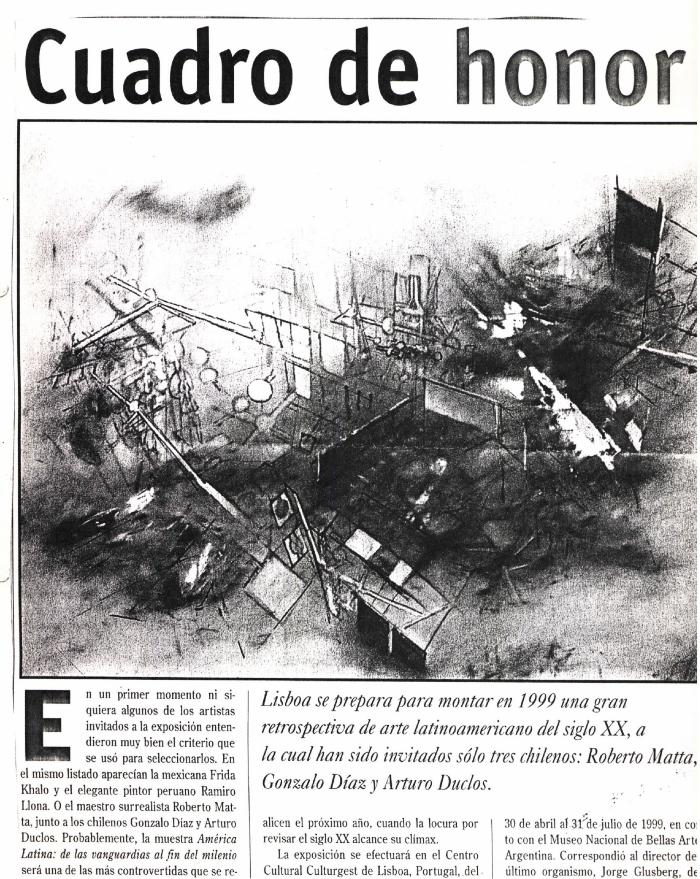 Cuadro de honor
En un primer momento ni si-
quiera algunos de los artistas
invitados a la exposición enten-
dieron muy bien el criterio que
se usó para seleccionarlos. En
el mismo listado aparecían la mexicana Frida
Khalo y el elegante pintor peruano Ramiro
Llona. O el maestro surrealista Roberto Mat-
ta, junto a los chilenos Gonzalo Díaz y Arturo
Duclos. Probablemente, la muestra América
Latina: de las vanguardias al fin del milenio
será una de las más controvertidas que se re-
Lisboa se prepara para montar en 1999 una gran
retrospectiva de arte latinoamericano del siglo XX, a
la cual han sido invitados sólo tres chilenos: Roberto Matta,
Gonzalo Díaz y Arturo Duclos.
alicen el próximo año, cuando la locura por
revisar el siglo XX alcance su clímax.
La exposición se efectuará en el Centro
Cultural Culturgest de Lisboa, Portugal, del
30 de abril al 31 de julio de 1999, en co
to con el Museo Nacional de Bellas Arte
Argentina. Correspondió al director de
último organismo, Jorge Glusberg, de